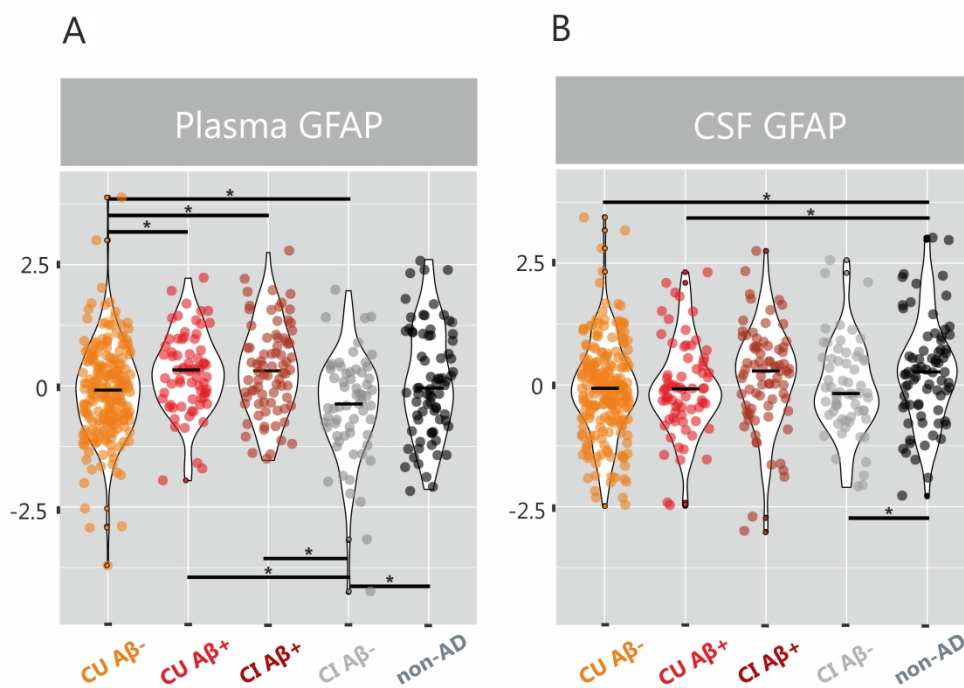 A
B
Plasma GFAP
CSF GFAP
* * *
* *
2.5
2.5
0
0
-2.5
-2.5
* * *
*
CU Aβ-
CU Aβ+
CI Aβ+
CI Aβ-
non-AD
CU Aβ-
CU Aβ+
CI Aβ+
CI Aβ-
non-AD